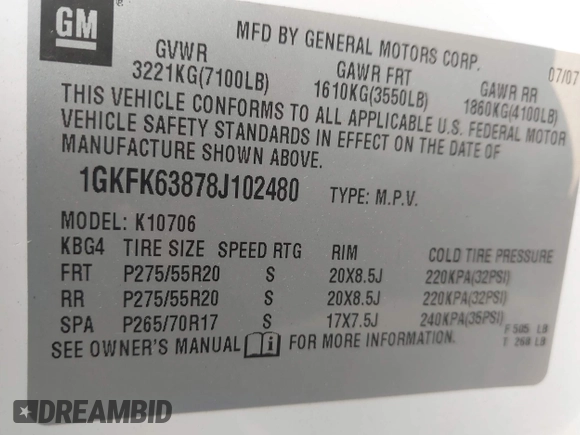 GM
MFD BY GENERAL MOTORS CORP. 07/07
GVWR GAWR FRT GAWR RR
3221KG(7100LB) 1610KG(3550LB) 1860KG(4100LB)
THIS VEHICLE CONFORMS TO ALL APPLICABLE U.S. FEDERAL MOTOR
VEHICLE SAFETY STANDARDS IN EFFECT ON THE DATE OF
MANUFACTURE SHOWN ABOVE.
1GKFK63878J102480 TYPE: M.P.V.
MODEL: K10706
KBG4 TIRE SIZE SPEED RTG RIM COLD TIRE PRESSURE
FRT P275/55R20 S 20X8.5J 220KPA(32PSI)
RR P275/55R20 S 20X8.5J 220KPA(32PSI)
SPA P265/70R17 S 17X7.5J 240KPA(35PSI)
SEE OWNER'S MANUAL FOR MORE INFORMATION. F 505 LB
T 268 LB
DREAMBID